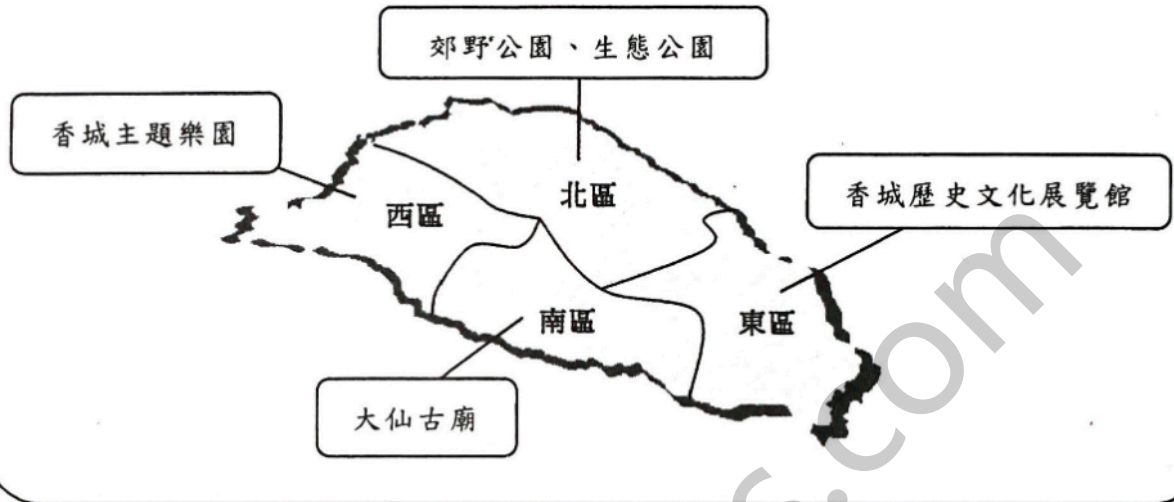 郊野公園、生態公園
香城主題樂園
北區
香城歷史文化展覽館
西區
南區
東區
大仙古廟
s.com